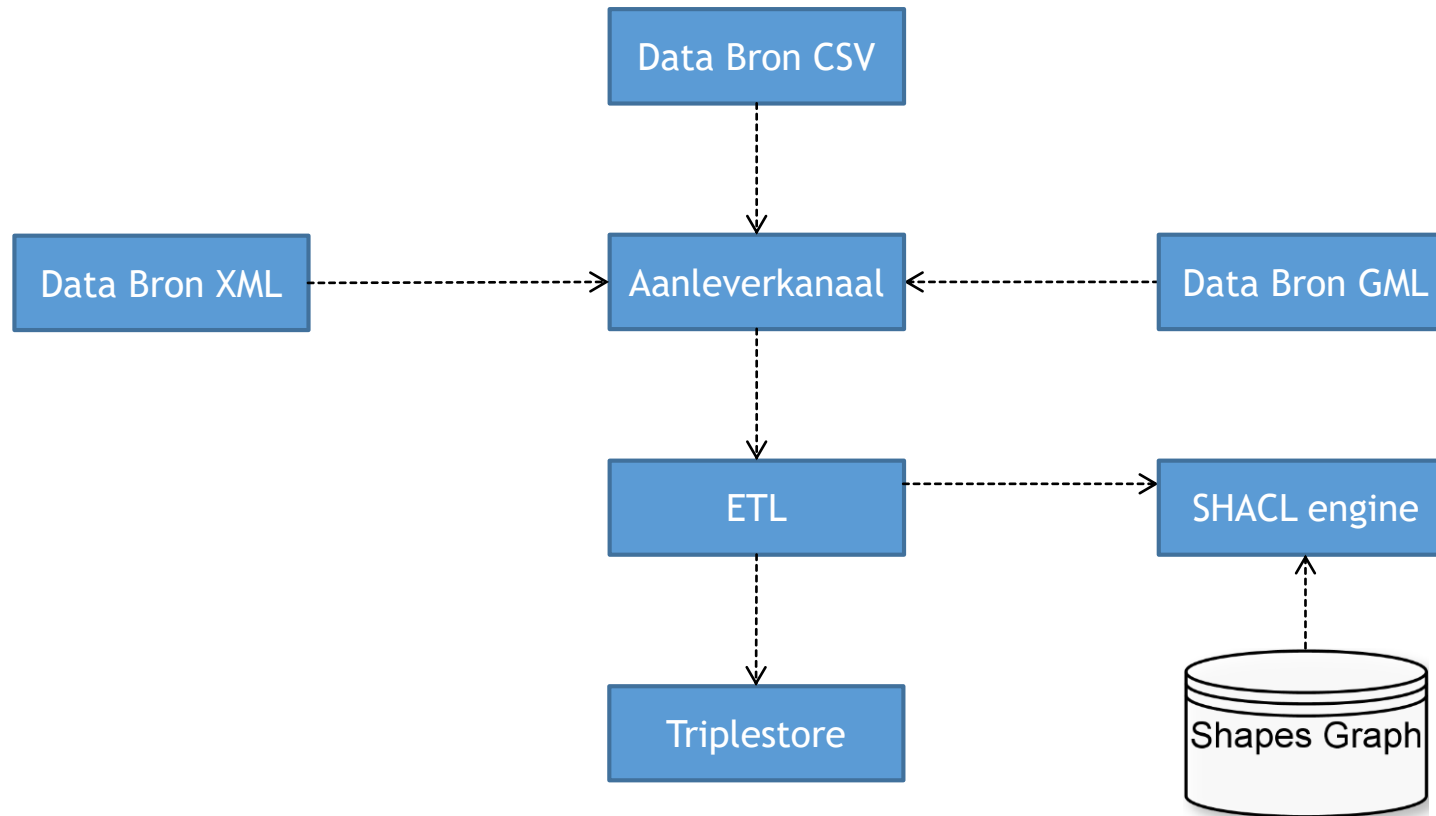 Data Bron CSV
Data Bron XML
Aanleverkanaal
Data Bron GML
ETL
SHACL engine
Triplestore
Shapes Graph